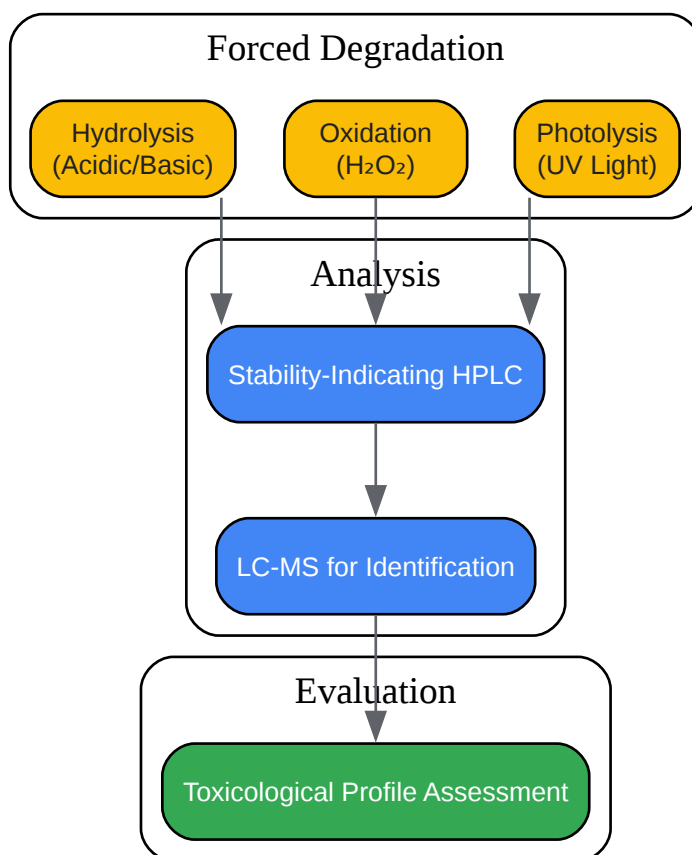 Forced Degradation
Hydrolysis
(Acidic/Basic)
Oxidation
(H₂O₂)
Photolysis
(UV Light)
Analysis
Stability-Indicating HPLC
LC-MS for Identification
Evaluation
Toxicological Profile Assessment